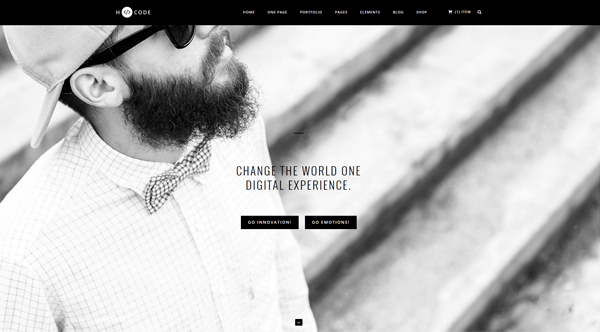 H CODE
HOME ONE PAGE PORTFOLIO PAGES ELEMENTS BLOG SHOP (1) ITEM
CHANGE THE WORLD ONE
DIGITAL EXPERIENCE.
GO INNOVATION! GO EMOTIONS!